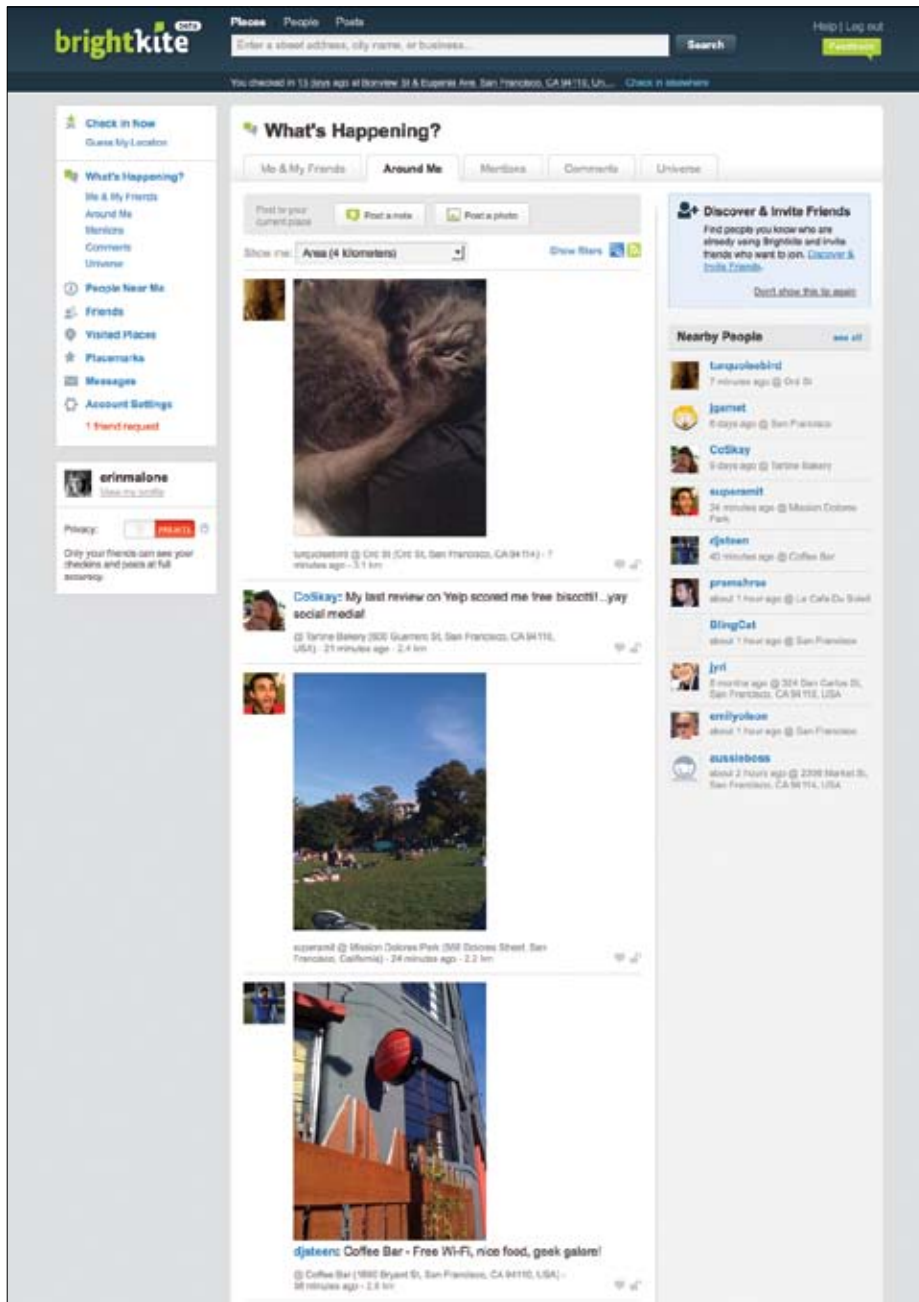 brightkite beta
Places People Posts
Help | Log out
Enter a street address, city name, or business...
Search
Feedback
You checked in 13 days ago at Bonview St & Eugenia Ave, San Francisco, CA 94110, Un... Check in elsewhere
Check in Now
Guess My Location
What's Happening?
Me & My Friends
Around Me
Mentions
Comments
Universe
People Near Me
Friends
Visited Places
Placemarks
Messages
Account Settings
1 friend request
erinmalone
View my profile
Privacy: PRIVATE
Only your friends can see your
checkins and posts at full
accuracy.
What's Happening?
Me & My Friends Around Me Mentions Comments Universe
Post to your
current place
Post a note
Post a photo
Show me: Area (4 kilometers)
Show filters
turquoisebird @ Ord St (Ord St, San Francisco, CA 94114) - 7
minutes ago - 3.1 km
CoSkay: My last review on Yelp scored me free biscotti!...yay
social media!
@ Tartine Bakery (600 Guerrero St, San Francisco, CA 94110,
USA) - 21 minutes ago - 2.4 km
superamit @ Mission Dolores Park (566 Dolores Street, San
Francisco, California) - 24 minutes ago - 2.2 km
djsteen: Coffee Bar - Free Wi-Fi, nice food, geek galore!
@ Coffee Bar (1890 Bryant St, San Francisco, CA 94110, USA) -
minutes ago - 2.8 km
Discover & Invite Friends
Find people you know who are
already using Brightkite and invite
friends who want to join. Discover &
Invite Friends.
Don't show this tip again
Nearby People see all
turquoisebird
7 minutes ago @ Ord St
jgarnet
6 days ago @ San Francisco
CoSkay
9 days ago @ Tartine Bakery
superamit
24 minutes ago @ Mission Dolores
Park
djsteen
40 minutes ago @ Coffee Bar
premshree
about 1 hour ago @ Le Cafe Du Soleil
BlingCat
about 1 hour ago @ San Francisco
jyri
8 months ago @ 304 San Carlos St,
San Francisco, CA 94110, USA
emilyolson
about 1 hour ago @ San Francisco
aussieboss
about 2 hours ago @ Market St,
San Francisco, CA 94114, USA